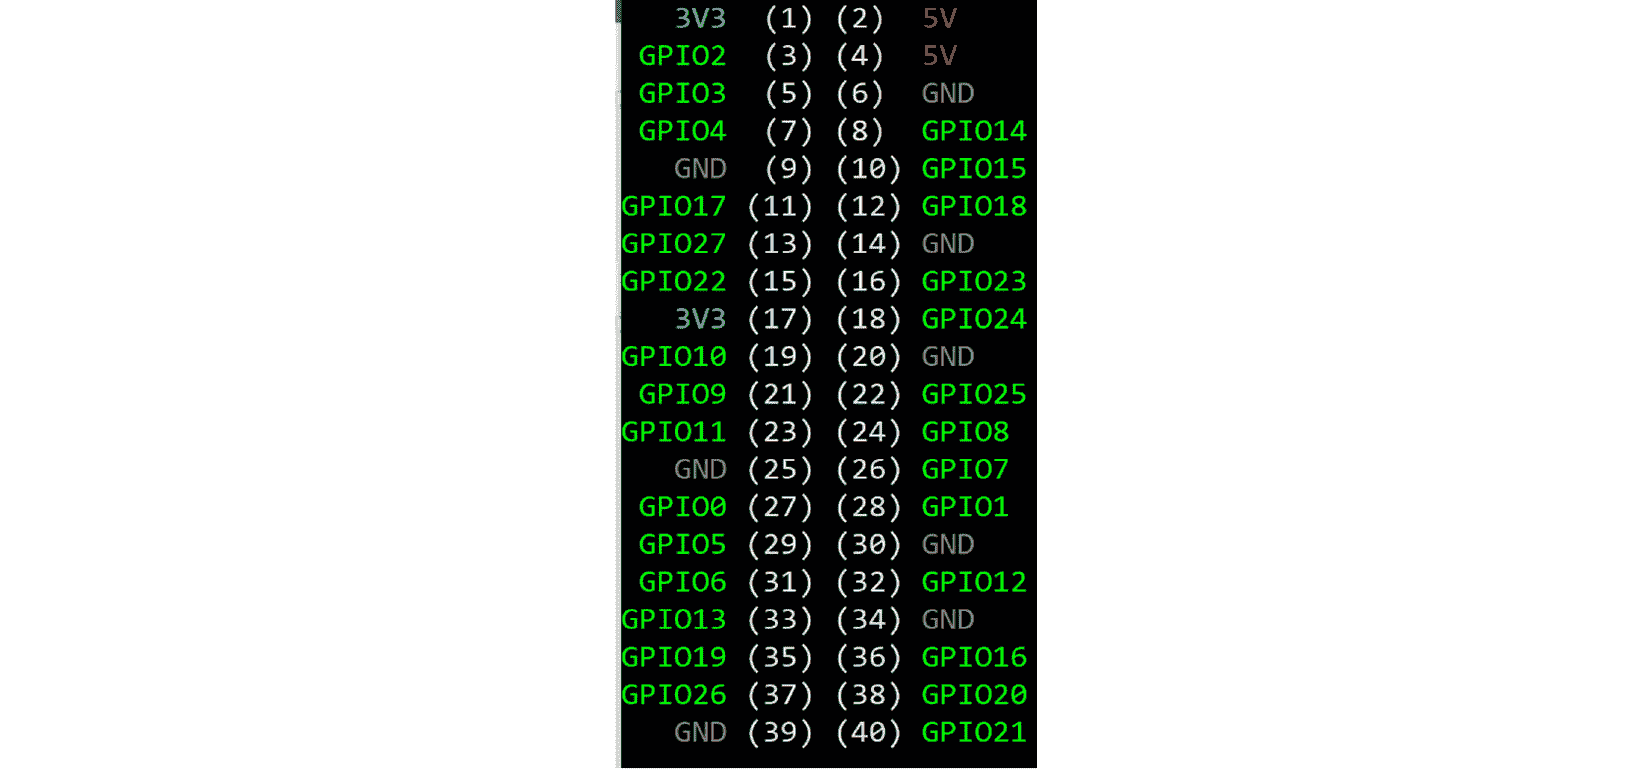 3V3 (1) (2) 5V
GPIO2 (3) (4) 5V
GPIO3 (5) (6) GND
GPIO4 (7) (8) GPIO14
GND (9) (10) GPIO15
GPIO17 (11) (12) GPIO18
GPIO27 (13) (14) GND
GPIO22 (15) (16) GPIO23
3V3 (17) (18) GPIO24
GPIO10 (19) (20) GND
GPIO9 (21) (22) GPIO25
GPIO11 (23) (24) GPIO8
GND (25) (26) GPIO7
GPIO0 (27) (28) GPIO1
GPIO5 (29) (30) GND
GPIO6 (31) (32) GPIO12
GPIO13 (33) (34) GND
GPIO19 (35) (36) GPIO16
GPIO26 (37) (38) GPIO20
GND (39) (40) GPIO21